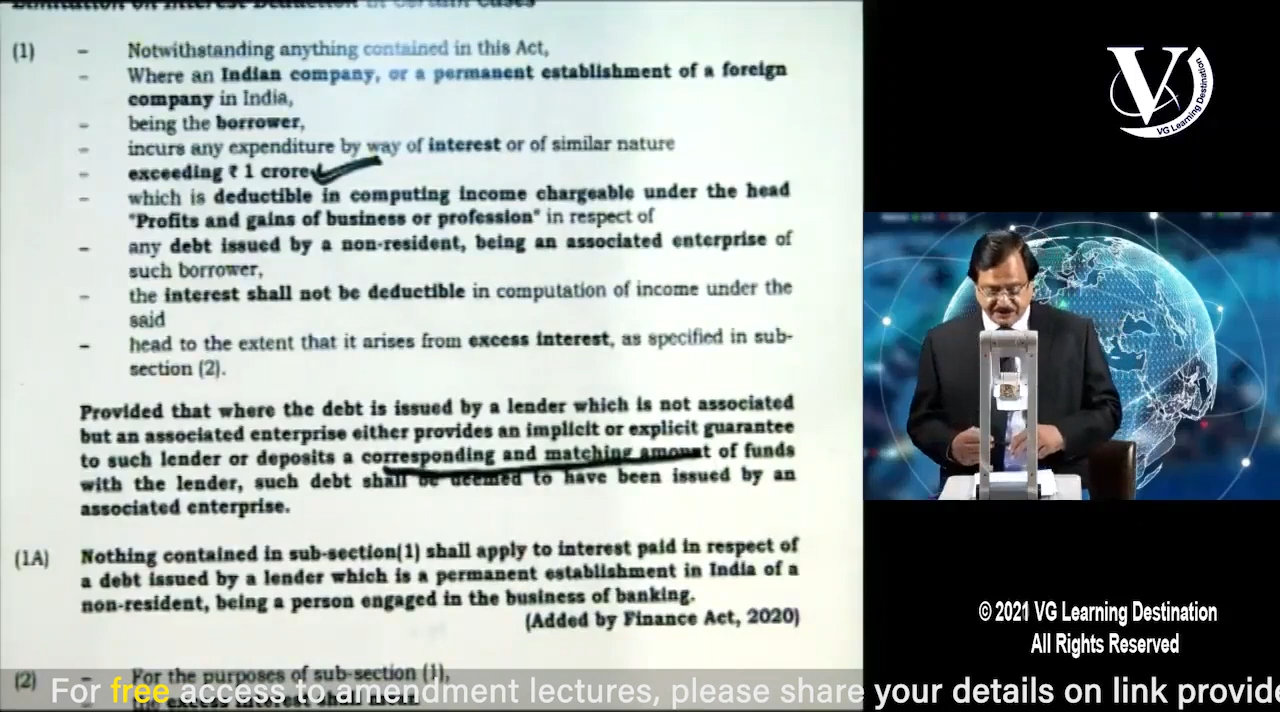 Limitation on Interest Deduction in Certain Cases
(1) – Notwithstanding anything contained in this Act,
– Where an Indian company, or a permanent establishment of a foreign
company in India,
– being the borrower,
– incurs any expenditure by way of interest or of similar nature
– exceeding ₹ 1 crore
– which is deductible in computing income chargeable under the head
"Profits and gains of business or profession" in respect of
– any debt issued by a non-resident, being an associated enterprise of
such borrower,
– the interest shall not be deductible in computation of income under the
said
– head to the extent that it arises from excess interest, as specified in sub-
section (2).
Provided that where the debt is issued by a lender which is not associated
but an associated enterprise either provides an implicit or explicit guarantee
to such lender or deposits a corresponding and matching amount of funds
with the lender, such debt shall be deemed to have been issued by an
associated enterprise.
(1A) Nothing contained in sub-section(1) shall apply to interest paid in respect of
a debt issued by a lender which is a permanent establishment in India of a
non-resident, being a person engaged in the business of banking.
(Added by Finance Act, 2020)
(2) – For the purposes of sub-section (1),
– the excess interest shall mean
V
VG Learning Destination
© 2021 VG Learning Destination
All Rights Reserved
For free access to amendment lectures, please share your details on link provide